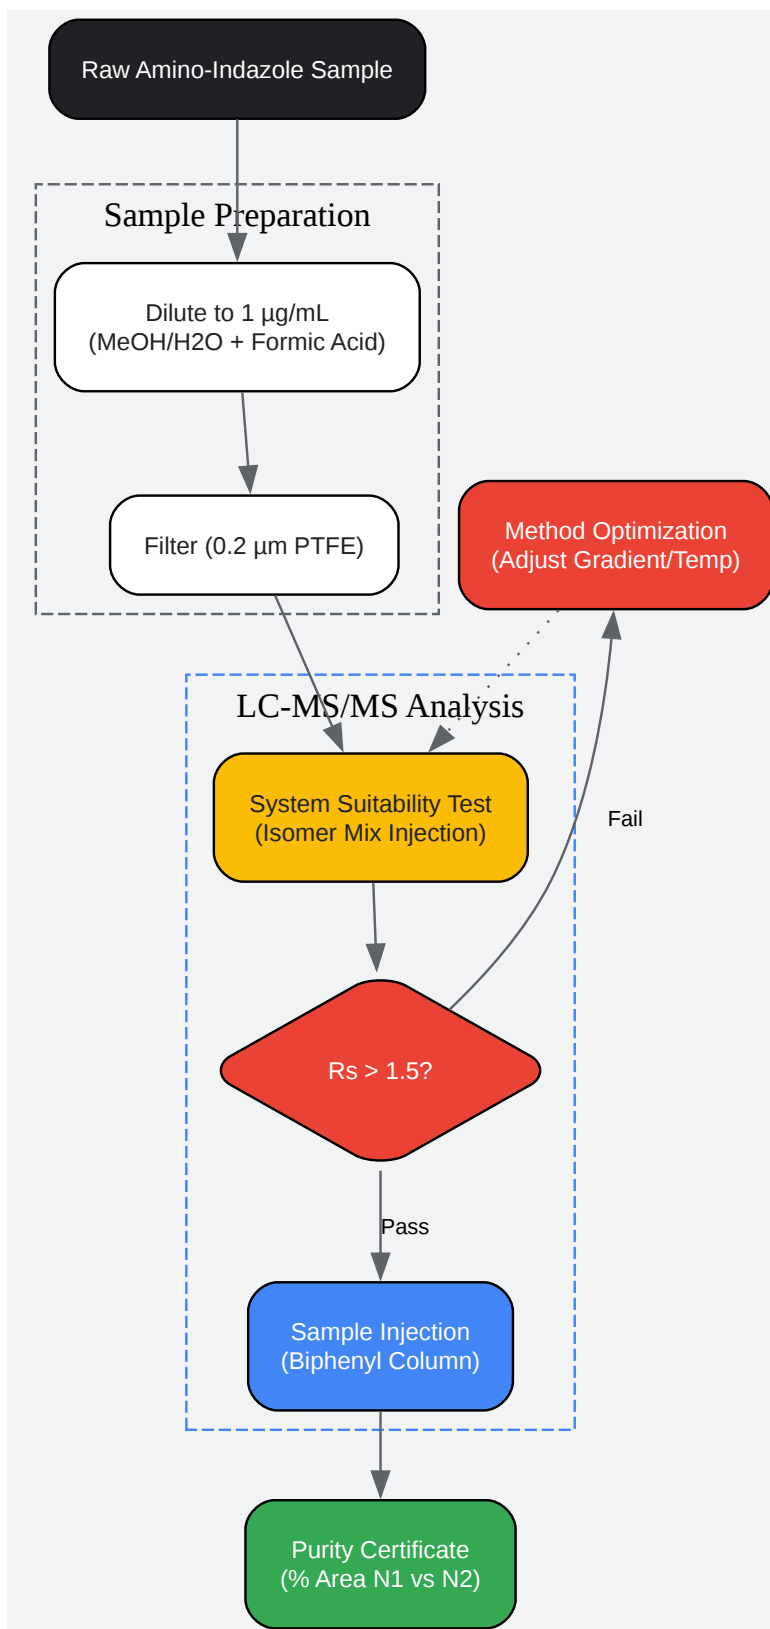 Raw Amino-Indazole Sample
Sample Preparation
Dilute to 1 µg/mL
(MeOH/H2O + Formic Acid)
Filter (0.2 µm PTFE)
Method Optimization
(Adjust Gradient/Temp)
LC-MS/MS Analysis
System Suitability Test
(Isomer Mix Injection)
Fail
Rs > 1.5?
Pass
Sample Injection
(Biphenyl Column)
Purity Certificate
(% Area N1 vs N2)